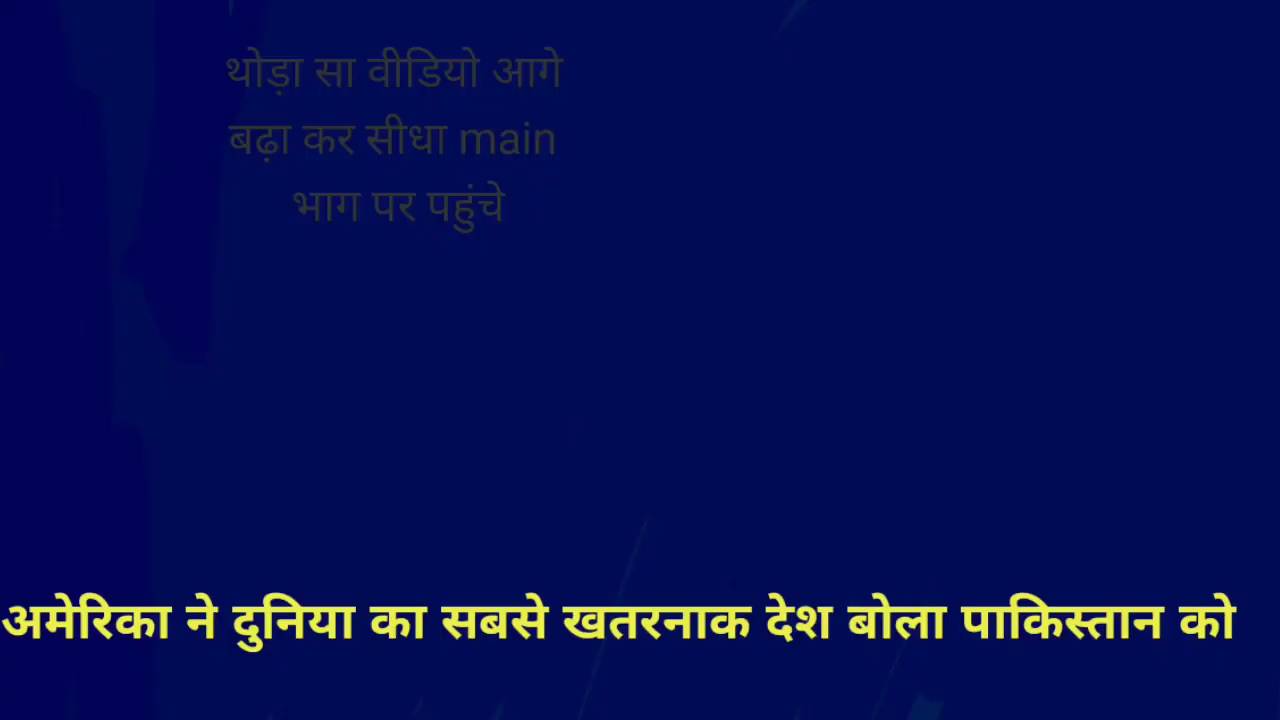 थोड़ा सा वीडियो आगे
बढ़ा कर सीधा main
भाग पर पहुंचे
अमेरिका ने दुनिया का सबसे खतरनाक देश बोला पाकिस्तान को